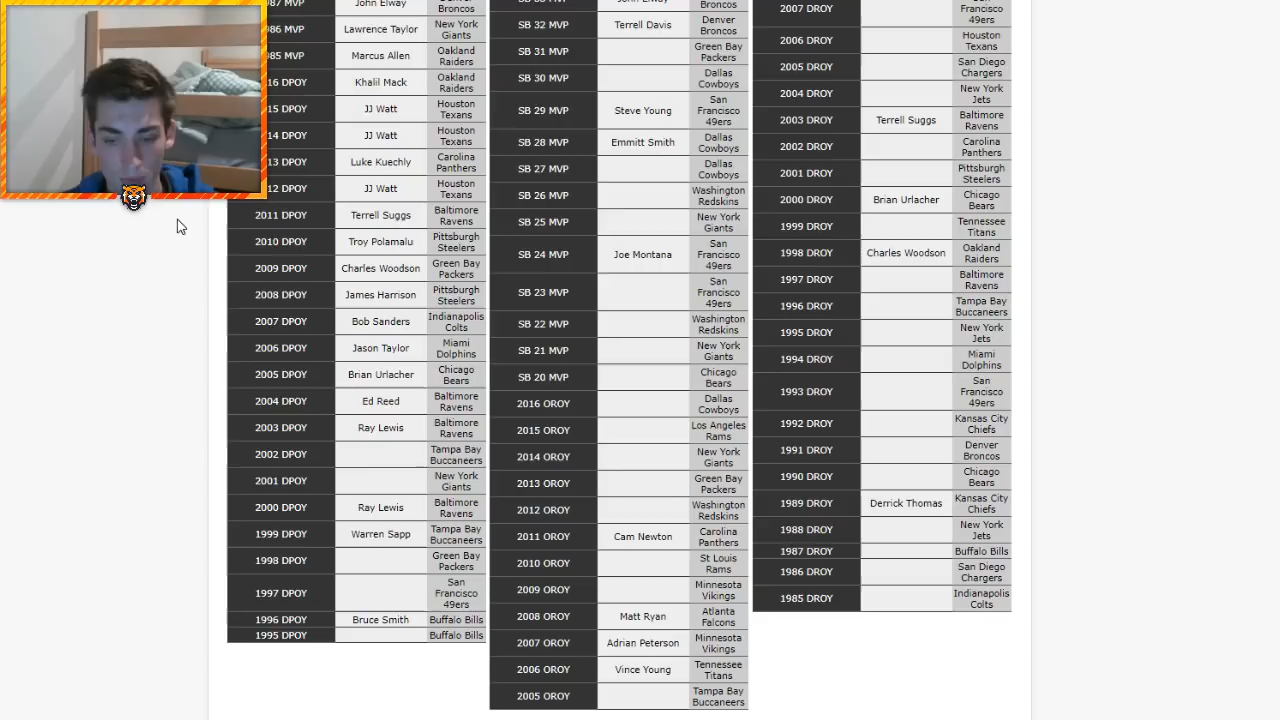 987 MVP John Elway Denver Broncos
986 MVP Lawrence Taylor New York Giants
985 MVP Marcus Allen Oakland Raiders
16 DPOY Khalil Mack Oakland Raiders
15 DPOY JJ Watt Houston Texans
14 DPOY JJ Watt Houston Texans
13 DPOY Luke Kuechly Carolina Panthers
12 DPOY JJ Watt Houston Texans
2011 DPOY Terrell Suggs Baltimore Ravens
2010 DPOY Troy Polamalu Pittsburgh Steelers
2009 DPOY Charles Woodson Green Bay Packers
2008 DPOY James Harrison Pittsburgh Steelers
2007 DPOY Bob Sanders Indianapolis Colts
2006 DPOY Jason Taylor Miami Dolphins
2005 DPOY Brian Urlacher Chicago Bears
2004 DPOY Ed Reed Baltimore Ravens
2003 DPOY Ray Lewis Baltimore Ravens
2002 DPOY Tampa Bay Buccaneers
2001 DPOY New York Giants
2000 DPOY Ray Lewis Baltimore Ravens
1999 DPOY Warren Sapp Tampa Bay Buccaneers
1998 DPOY Green Bay Packers
1997 DPOY San Francisco 49ers
1996 DPOY Bruce Smith Buffalo Bills
1995 DPOY Buffalo Bills
SB 33 MVP John Elway Denver Broncos
SB 32 MVP Terrell Davis Denver Broncos
SB 31 MVP Green Bay Packers
SB 30 MVP Dallas Cowboys
SB 29 MVP Steve Young San Francisco 49ers
SB 28 MVP Emmitt Smith Dallas Cowboys
SB 27 MVP Dallas Cowboys
SB 26 MVP Washington Redskins
SB 25 MVP New York Giants
SB 24 MVP Joe Montana San Francisco 49ers
SB 23 MVP San Francisco 49ers
SB 22 MVP Washington Redskins
SB 21 MVP New York Giants
SB 20 MVP Chicago Bears
2016 OROY Dallas Cowboys
2015 OROY Los Angeles Rams
2014 OROY New York Giants
2013 OROY Green Bay Packers
2012 OROY Washington Redskins
2011 OROY Cam Newton Carolina Panthers
2010 OROY St Louis Rams
2009 OROY Minnesota Vikings
2008 OROY Matt Ryan Atlanta Falcons
2007 OROY Adrian Peterson Minnesota Vikings
2006 OROY Vince Young Tennessee Titans
2005 OROY Tampa Bay Buccaneers
2007 DROY San Francisco 49ers
2006 DROY Houston Texans
2005 DROY San Diego Chargers
2004 DROY New York Jets
2003 DROY Terrell Suggs Baltimore Ravens
2002 DROY Carolina Panthers
2001 DROY Pittsburgh Steelers
2000 DROY Brian Urlacher Chicago Bears
1999 DROY Tennessee Titans
1998 DROY Charles Woodson Oakland Raiders
1997 DROY Baltimore Ravens
1996 DROY Tampa Bay Buccaneers
1995 DROY New York Jets
1994 DROY Miami Dolphins
1993 DROY San Francisco 49ers
1992 DROY Kansas City Chiefs
1991 DROY Denver Broncos
1990 DROY Chicago Bears
1989 DROY Derrick Thomas Kansas City Chiefs
1988 DROY New York Jets
1987 DROY Buffalo Bills
1986 DROY San Diego Chargers
1985 DROY Indianapolis Colts